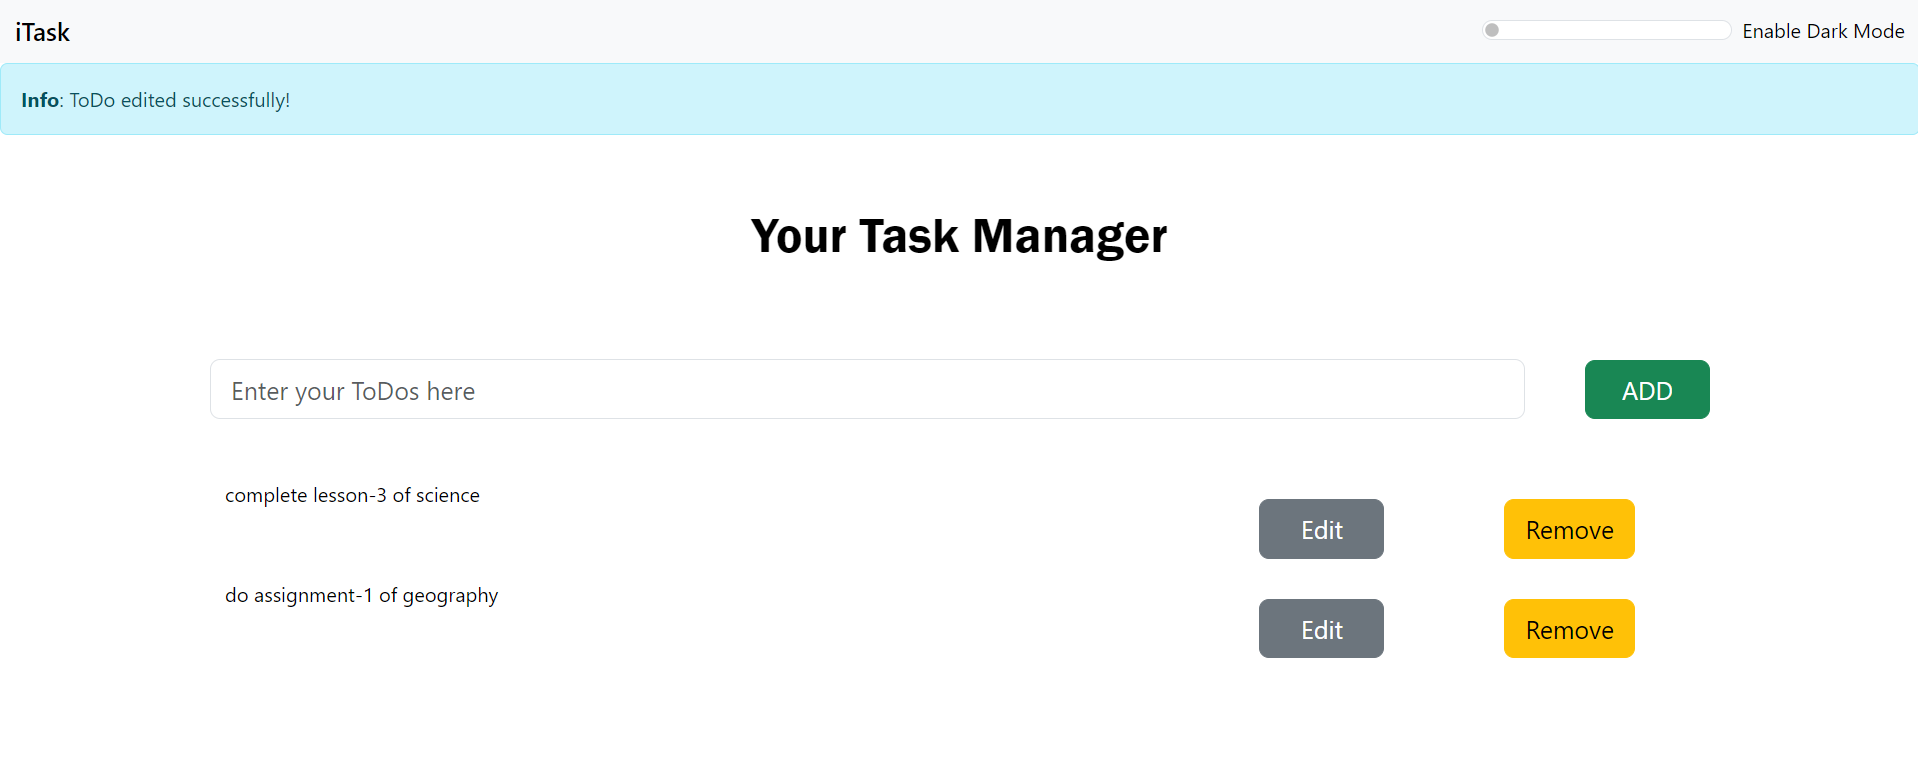 iTask
Enable Dark Mode
Info: ToDo edited successfully!
Your Task Manager
Enter your ToDos here
ADD
complete lesson-3 of science
Edit
Remove
do assignment-1 of geography
Edit
Remove